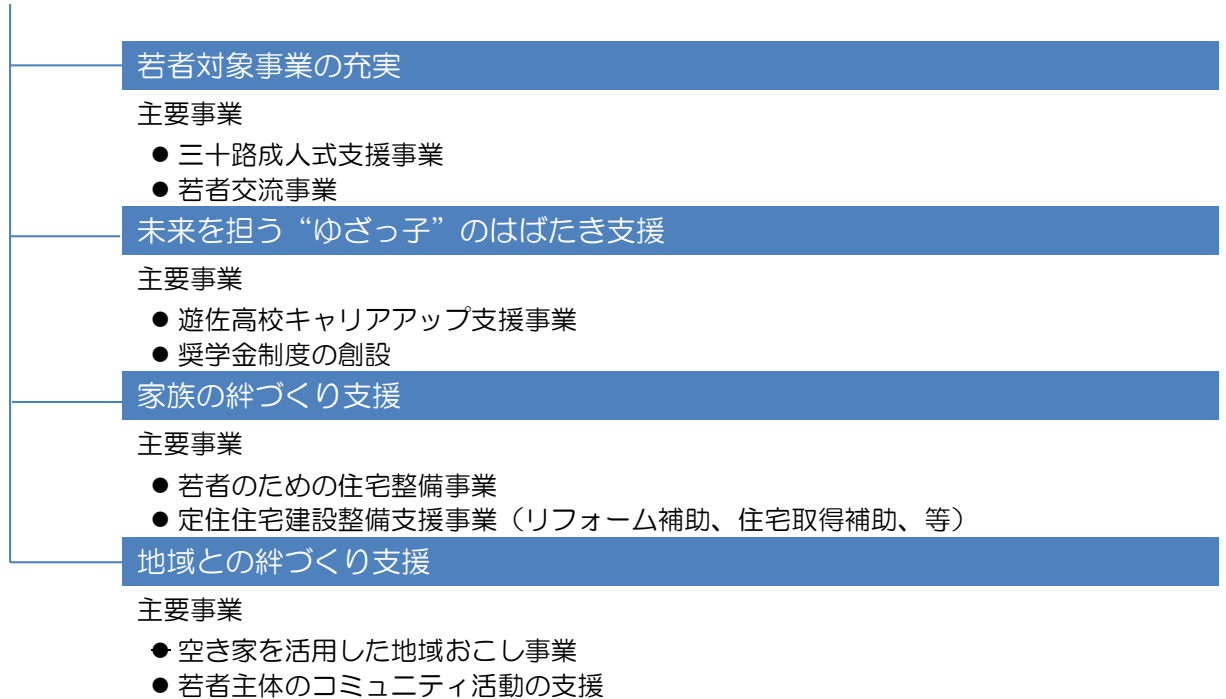 若者対象事業の充実
主要事業
● 三十路成人式支援事業
● 若者交流事業
未来を担う“ゆざっ子”のはばたき支援
主要事業
● 遊佐高校キャリアアップ支援事業
● 奨学金制度の創設
家族の絆づくり支援
主要事業
● 若者のための住宅整備事業
● 定住住宅建設整備支援事業（リフォーム補助、住宅取得補助、等）
地域との絆づくり支援
主要事業
● 空き家を活用した地域おこし事業
● 若者主体のコミュニティ活動の支援